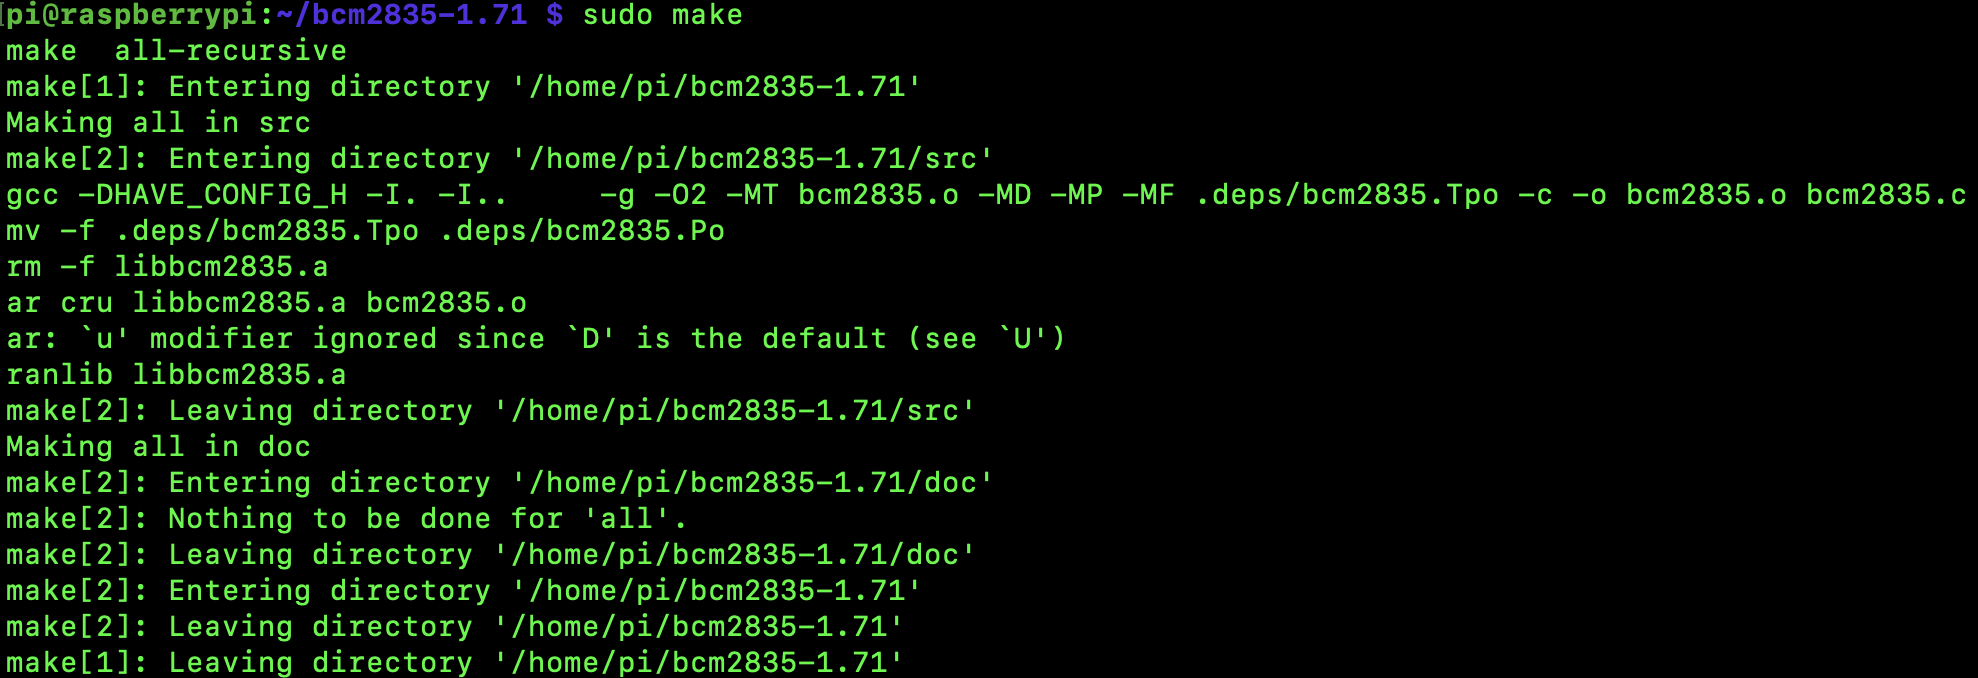 pi@raspberrypi:~/bcm2835-1.71 $ sudo make
make  all-recursive
make[1]: Entering directory '/home/pi/bcm2835-1.71'
Making all in src
make[2]: Entering directory '/home/pi/bcm2835-1.71/src'
gcc -DHAVE_CONFIG_H -I. -I..     -g -O2 -MT bcm2835.o -MD -MP -MF .deps/bcm2835.Tpo -c -o bcm2835.o bcm2835.c
mv -f .deps/bcm2835.Tpo .deps/bcm2835.Po
rm -f libbcm2835.a
ar cru libbcm2835.a bcm2835.o
ar: `u' modifier ignored since `D' is the default (see `U')
ranlib libbcm2835.a
make[2]: Leaving directory '/home/pi/bcm2835-1.71/src'
Making all in doc
make[2]: Entering directory '/home/pi/bcm2835-1.71/doc'
make[2]: Nothing to be done for 'all'.
make[2]: Leaving directory '/home/pi/bcm2835-1.71/doc'
make[2]: Entering directory '/home/pi/bcm2835-1.71'
make[2]: Leaving directory '/home/pi/bcm2835-1.71'
make[1]: Leaving directory '/home/pi/bcm2835-1.71'